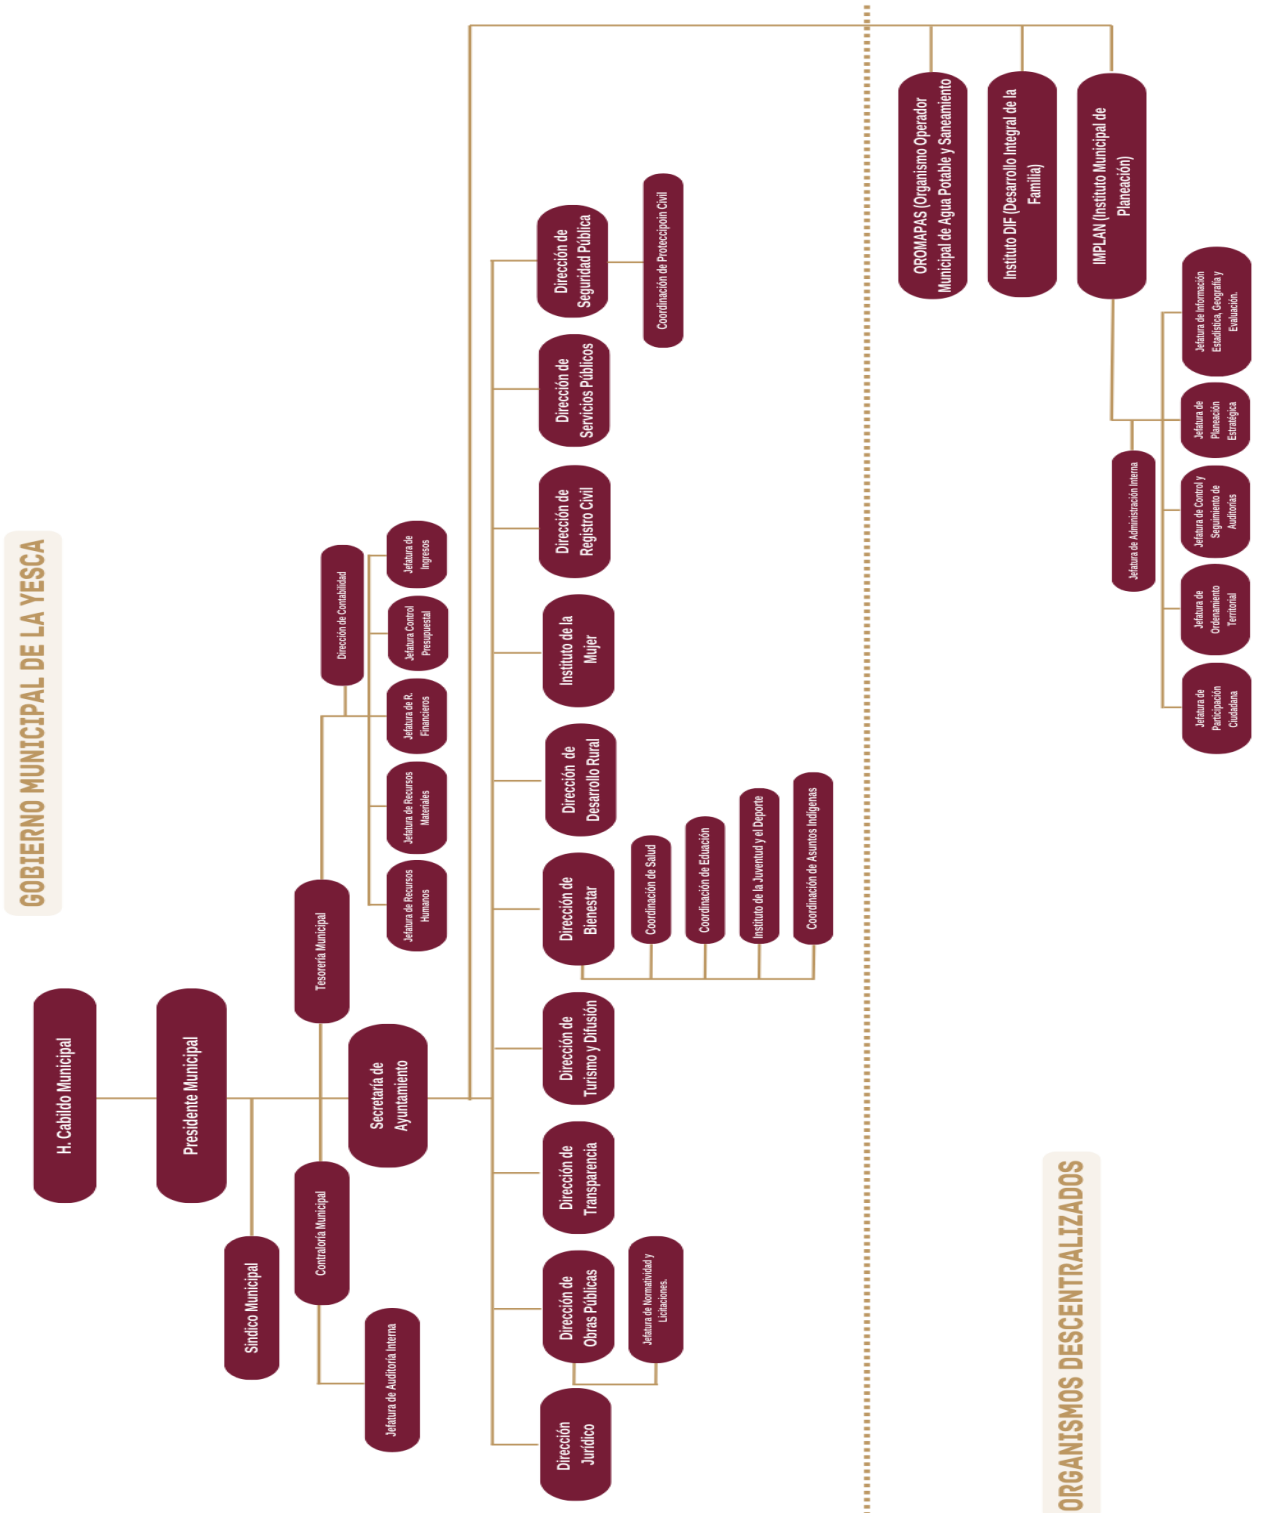 GOBIERNO MUNICIPAL DE LA YESCA
H. Cabildo Municipal
Presidente Municipal
Síndico Municipal
Contraloría Municipal
Tesorería Municipal
Jefatura de Auditoría Interna
Secretaría de
Ayuntamiento
Dirección de Contabilidad
Jefatura de Recursos
Humanos
Jefatura de Recursos
Materiales
Jefatura de R.
Financieros
Jefatura Control
Presupuestal
Jefatura de
Ingresos
Dirección
Jurídico
Dirección de
Obras Públicas
Dirección de
Transparencia
Dirección de
Turismo y Difusión
Dirección de
Bienestar
Dirección de
Desarrollo Rural
Instituto de la
Mujer
Dirección de
Registro Civil
Dirección de
Servicios Públicos
Dirección de
Seguridad Pública
Jefatura de Normatividad y
Licitaciones.
Coordinación de Salud
Coordinación de Eduación
Instituto de la Juventud y el Deporte
Coordinación de Asuntos Indígenas
Coordinación de Proteccipoin Civil
ORGANISMOS DESCENTRALIZADOS
OROMAPAS (Organismo Operador
Municipal de Agua Potable y Saneamiento
Instituto DIF (Desarrollo Integral de la
Familia)
IMPLAN (Instituto Municipal de
Planeación)
Jefatura de Administración Interna
Jefatura de
Participación
Ciudadana
Jefatura de
Ordenamiento
Territorial
Jefatura de Control y
Seguimiento de
Auditorias
Jefatura de
Planeación
Estratégica
Jefatura de Información
Estadística, Geografía y
Evaluación.